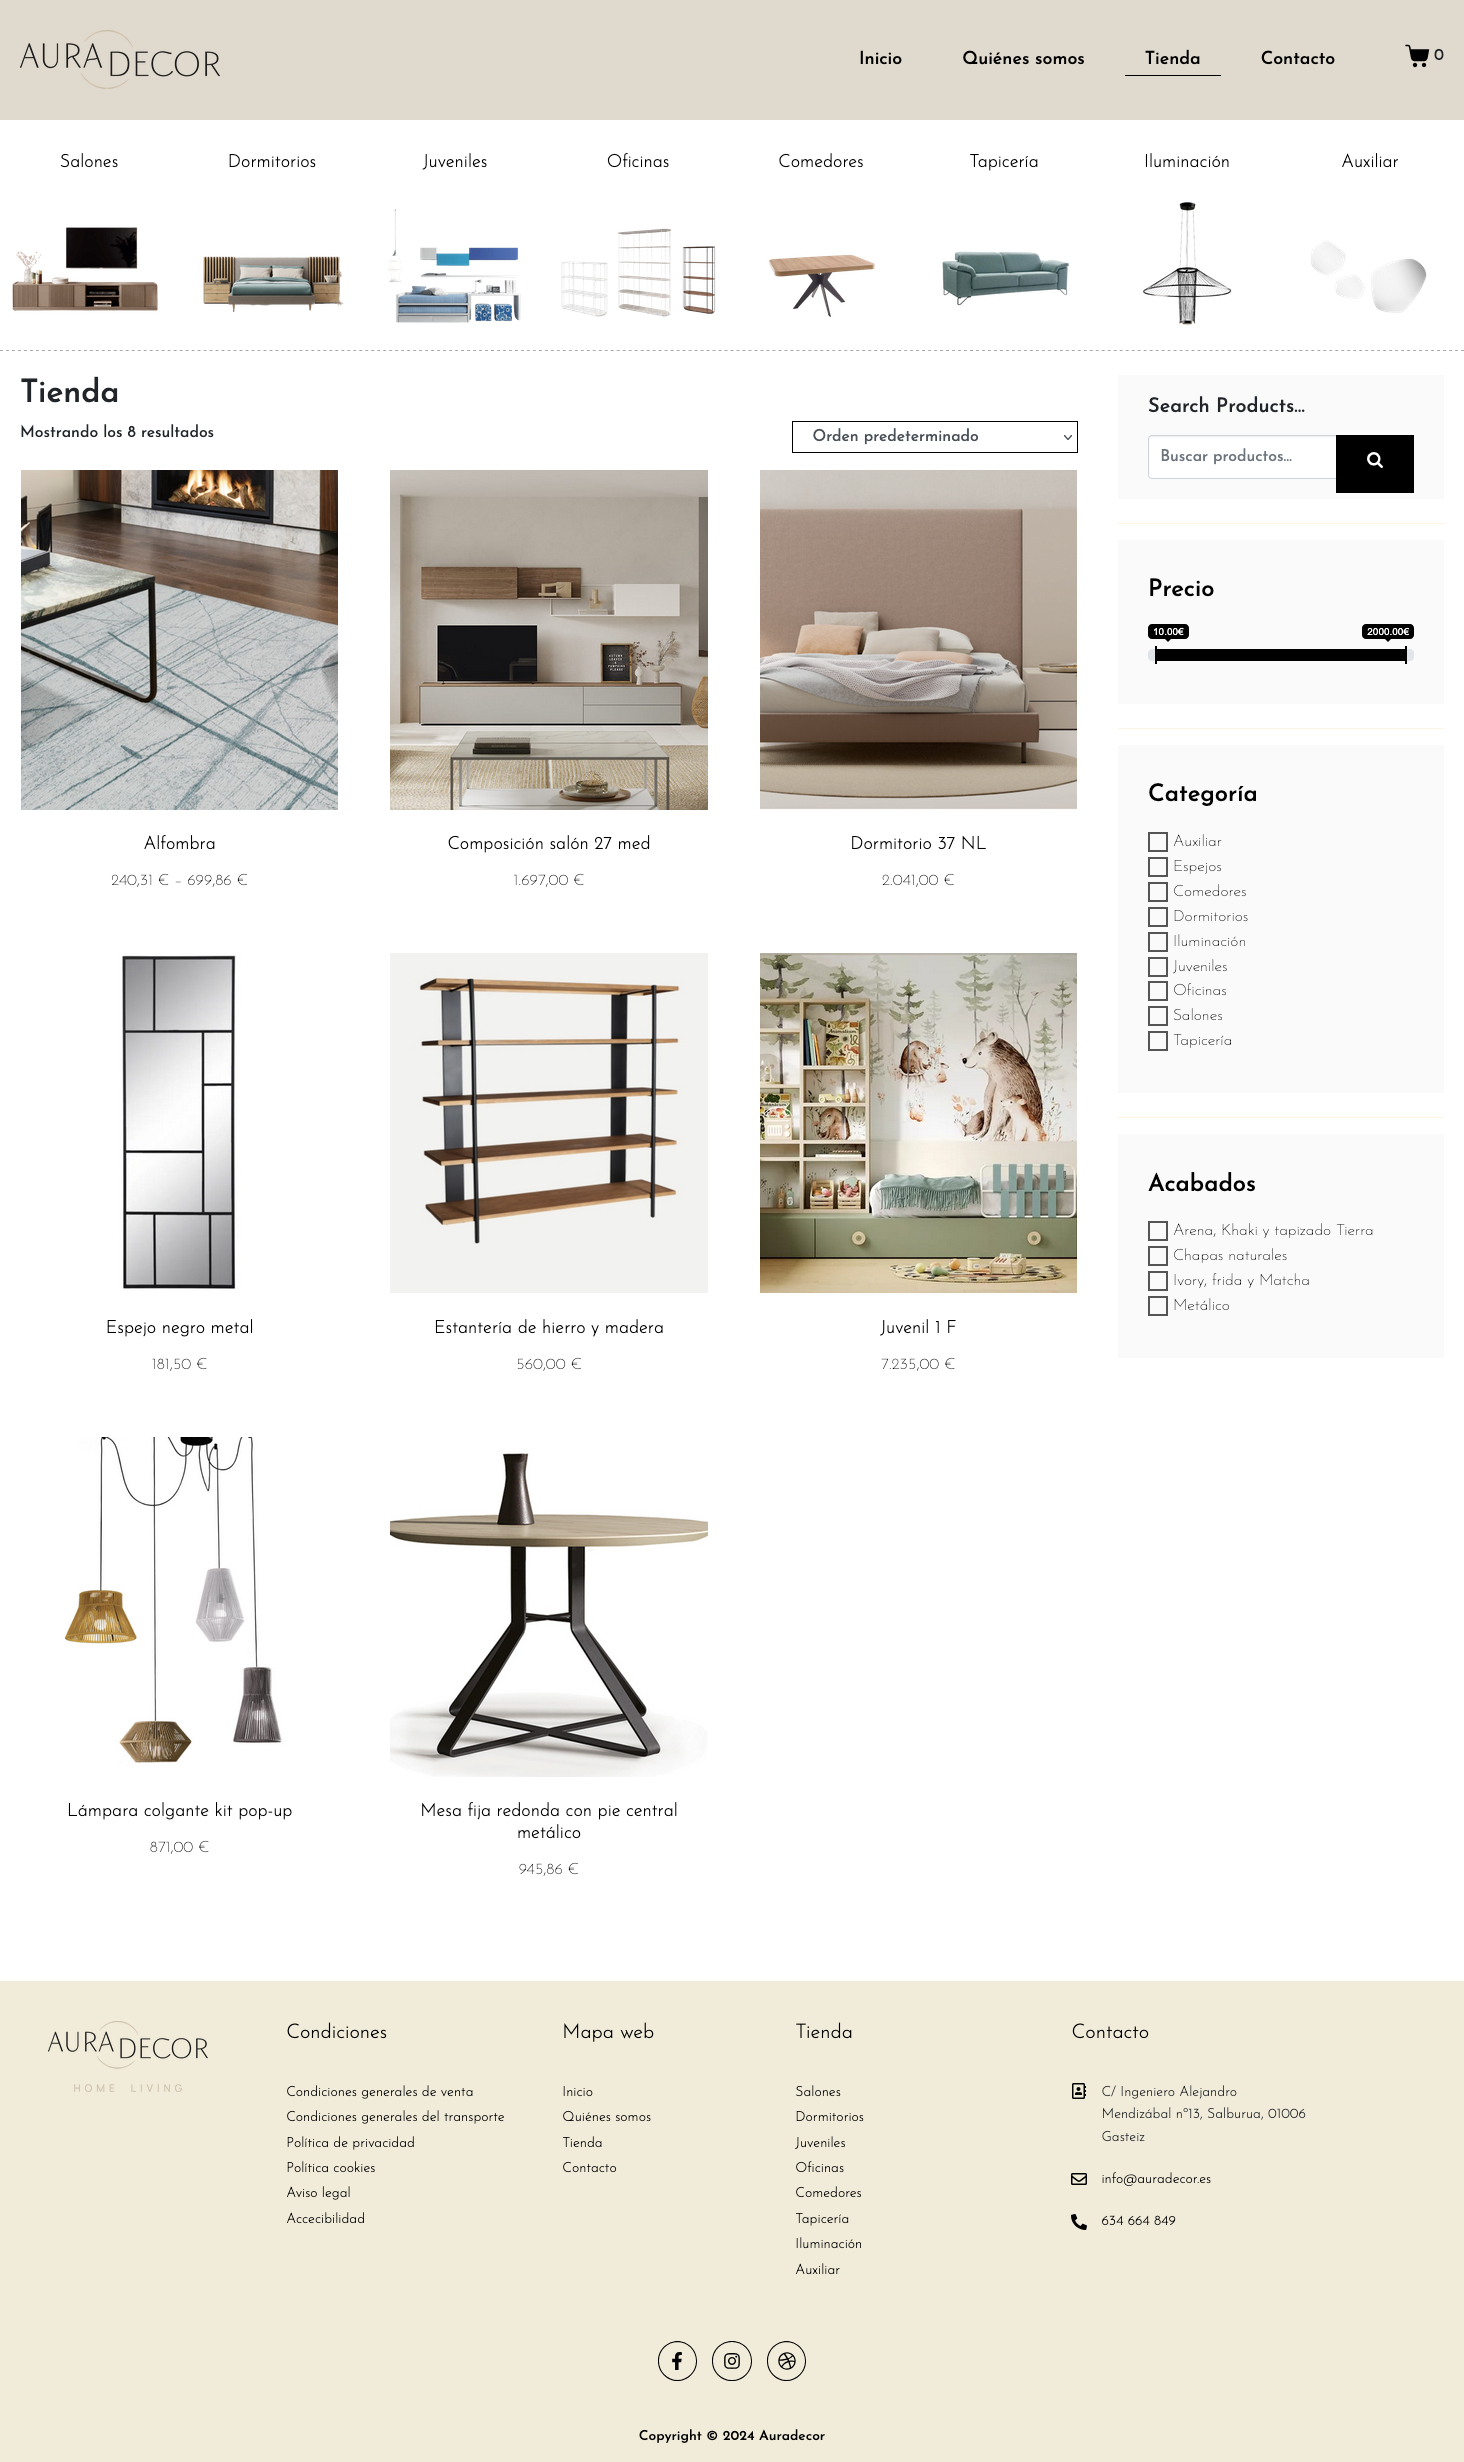 AURA DECOR
Inicio
Quiénes somos
Tienda
Contacto
0
Salones
Dormitorios
Juveniles
Oficinas
Comedores
Tapicería
Iluminación
Auxiliar
Tienda
Mostrando los 8 resultados
Orden predeterminado
Alfombra
240,31 € – 699,86 €
Composición salón 27 med
1.697,00 €
Dormitorio 37 NL
2.041,00 €
Espejo negro metal
181,50 €
Estantería de hierro y madera
560,00 €
Juvenil 1 F
7.235,00 €
Lámpara colgante kit pop-up
871,00 €
Mesa fija redonda con pie central
metálico
945,86 €
Search Products…
Buscar productos…
Precio
10.00€
2000.00€
Categoría
Auxiliar
Espejos
Comedores
Dormitorios
Iluminación
Juveniles
Oficinas
Salones
Tapicería
Acabados
Arena, Khaki y tapizado Tierra
Chapas naturales
Ivory, frida y Matcha
Metálico
AURA DECOR
HOME LIVING
Condiciones
Condiciones generales de venta
Condiciones generales del transporte
Política de privacidad
Política cookies
Aviso legal
Accecibilidad
Mapa web
Inicio
Quiénes somos
Tienda
Contacto
Tienda
Salones
Dormitorios
Juveniles
Oficinas
Comedores
Tapicería
Iluminación
Auxiliar
Contacto
C/ Ingeniero Alejandro
Mendizábal nº13, Salburua, 01006
Gasteiz
info@auradecor.es
634 664 849
Copyright © 2024 Auradecor